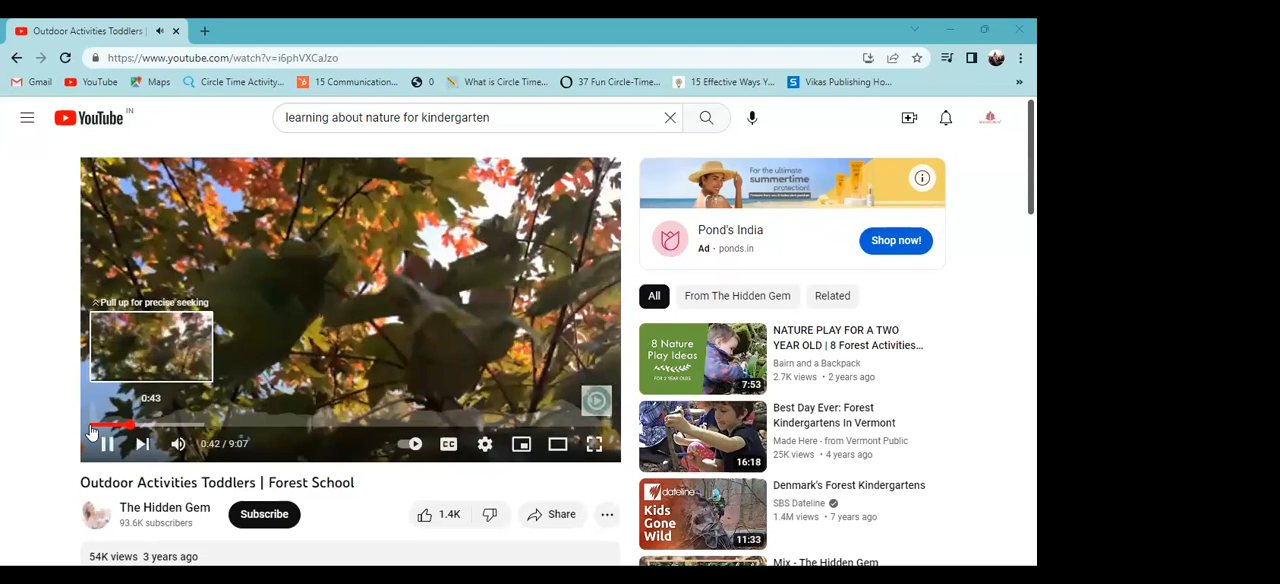 Outdoor Activities Toddlers |
https://www.youtube.com/watch?v=i6phVXCaJzo
Gmail YouTube Maps Circle Time Activity... 15 Communication... 0 What is Circle Time... 37 Fun Circle-Time... 15 Effective Ways Y... Vikas Publishing Ho... »
YouTube IN
learning about nature for kindergarten
Pull up for precise seeking
0:43
0:42 / 9:07
CC
Outdoor Activities Toddlers | Forest School
The Hidden Gem
93.6K subscribers
Subscribe
1.4K
Share
54K views 3 years ago
For the ultimate
summertime
protection!
Pond's India
Ad · ponds.in
Shop now!
All From The Hidden Gem Related
8 Nature
Play Ideas
FOR 2 YEAR OLDS
7:53
NATURE PLAY FOR A TWO
YEAR OLD | 8 Forest Activities...
Bairn and a Backpack
2.7K views • 2 years ago
16:18
Best Day Ever: Forest
Kindergartens In Vermont
Made Here - from Vermont Public
25K views • 4 years ago
dateline
Kids
Gone
Wild
11:33
Denmark's Forest Kindergartens
SBS Dateline
1.4M views • 7 years ago
Mix - The Hidden Gem